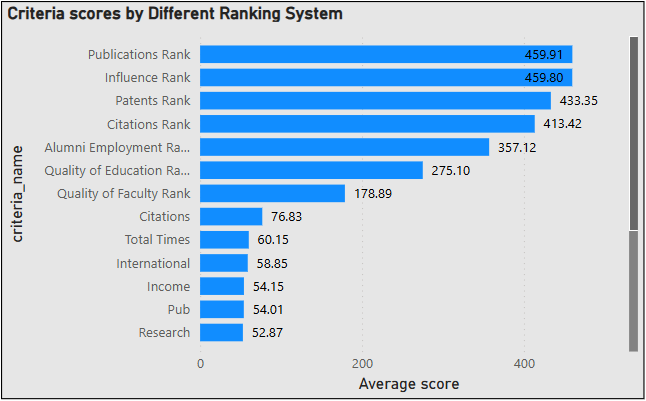 Criteria scores by Different Ranking System
criteria_name
Publications Rank 459.91
Influence Rank 459.80
Patents Rank 433.35
Citations Rank 413.42
Alumni Employment Ra... 357.12
Quality of Education Ra... 275.10
Quality of Faculty Rank 178.89
Citations 76.83
Total Times 60.15
International 58.85
Income 54.15
Pub 54.01
Research 52.87
0 200 400
Average score